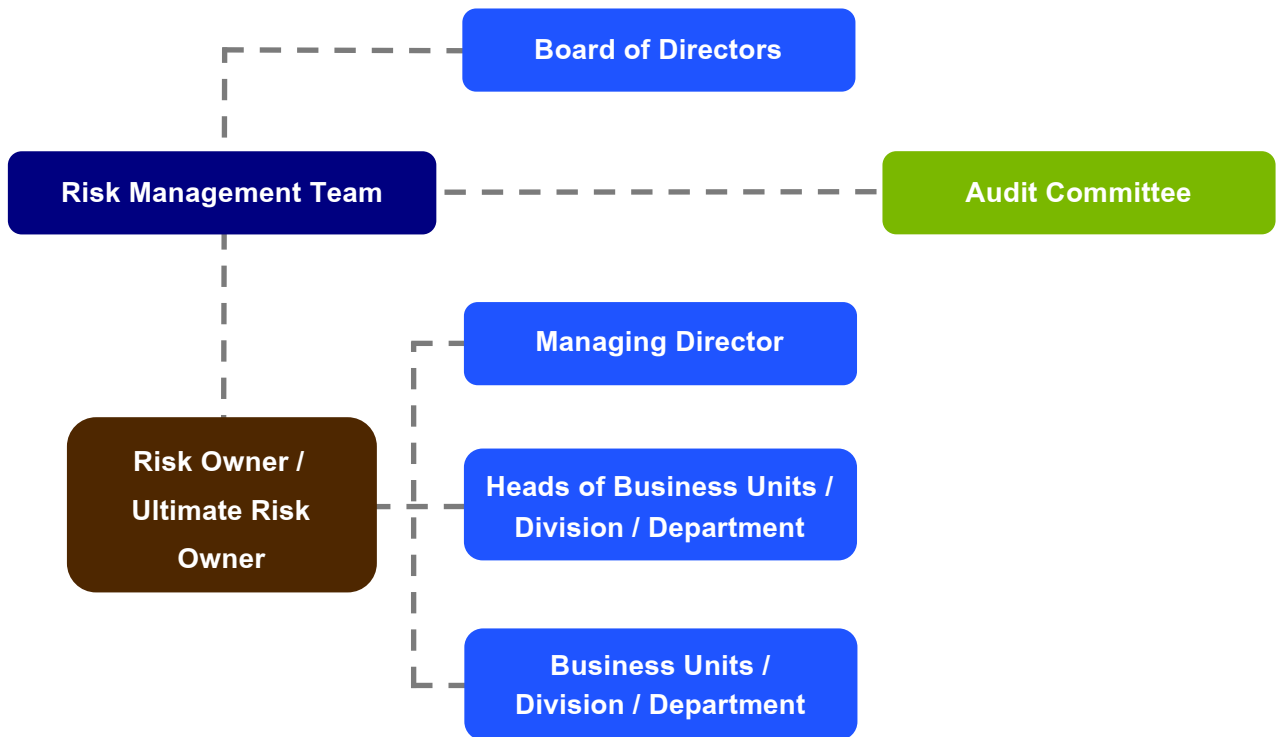 Board of Directors
Risk Management Team
Audit Committee
Managing Director
Risk Owner /
Ultimate Risk
Owner
Heads of Business Units /
Division / Department
Business Units /
Division / Department